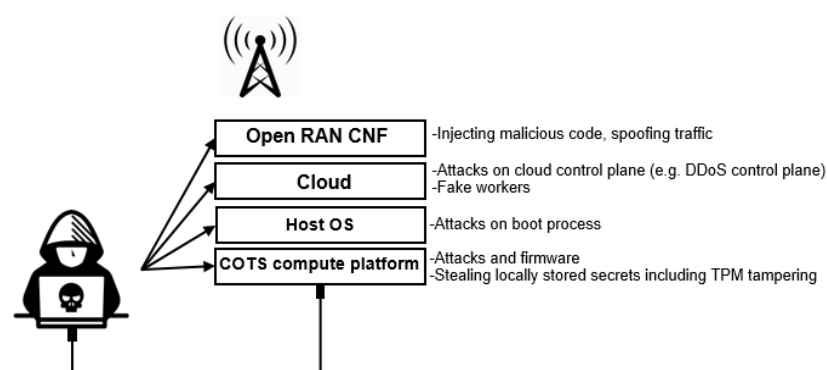 Open RAN CNF
-Injecting malicious code, spoofing traffic
Cloud
-Attacks on cloud control plane (e.g. DDoS control plane)
-Fake workers
Host OS
-Attacks on boot process
COTS compute platform
-Attacks and firmware
-Stealing locally stored secrets including TPM tampering